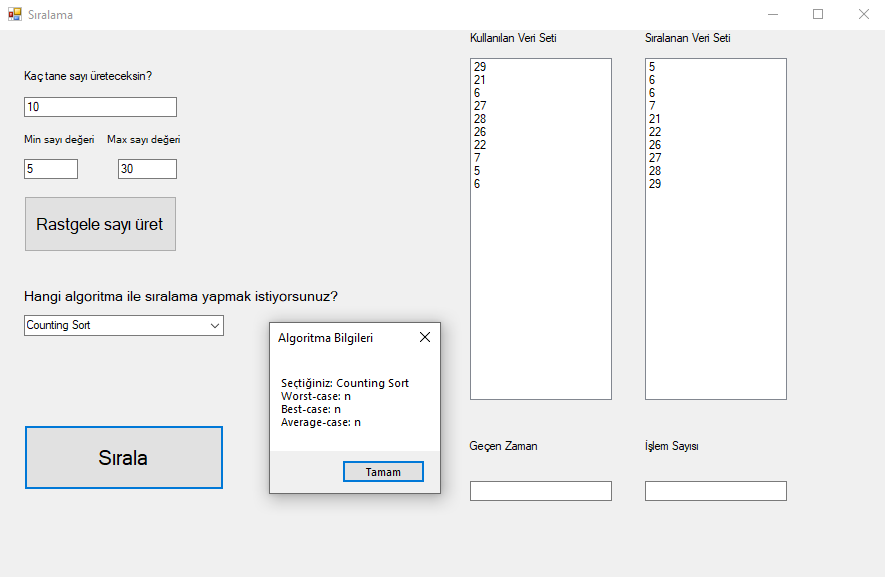 Sıralama
Kaç tane sayı üreteceksin?
10
Min sayı değeri Max sayı değeri
5 30
Rastgele sayı üret
Hangi algoritma ile sıralama yapmak istiyorsunuz?
Counting Sort
Sırala
Algoritma Bilgileri
Seçtiğiniz: Counting Sort
Worst-case: n
Best-case: n
Average-case: n
Tamam
Kullanılan Veri Seti
29
21
6
27
28
26
22
7
5
6
Sıralanan Veri Seti
5
6
6
7
21
22
26
27
28
29
Geçen Zaman
İşlem Sayısı